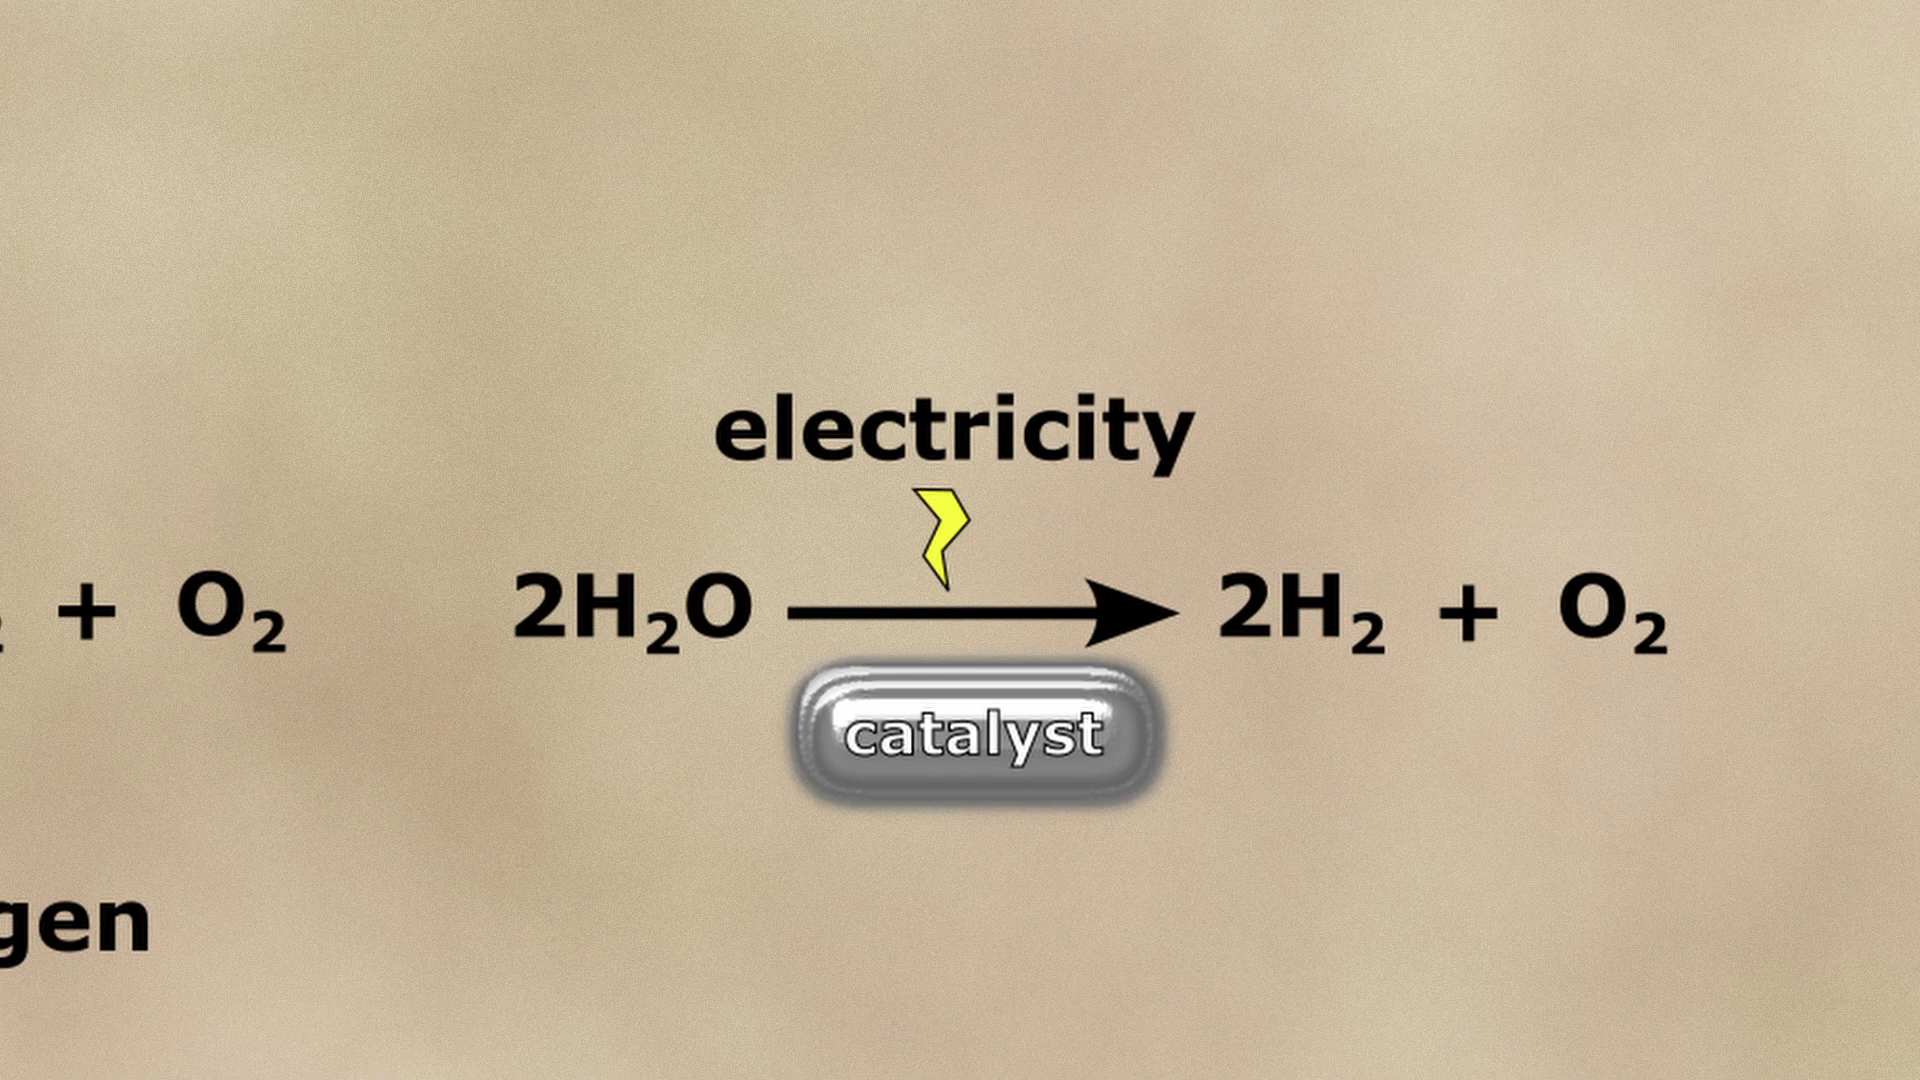 electricity
+ O₂ 2H₂O 2H₂ + O₂
catalyst
gen